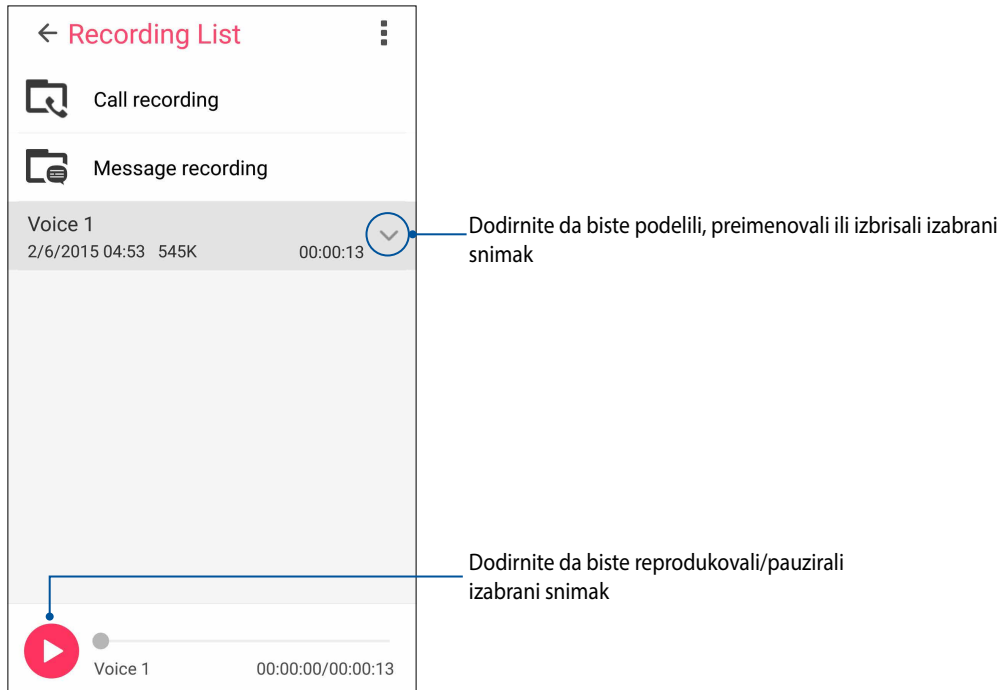 Recording List
Call recording
Message recording
Voice 1
2/6/2015 04:53 545K 00:00:13
Dodirnite da biste podelili, preimenovali ili izbrisali izabrani
snimak
Dodirnite da biste reprodukovali/pauzirali
izabrani snimak
Voice 1 00:00:00/00:00:13